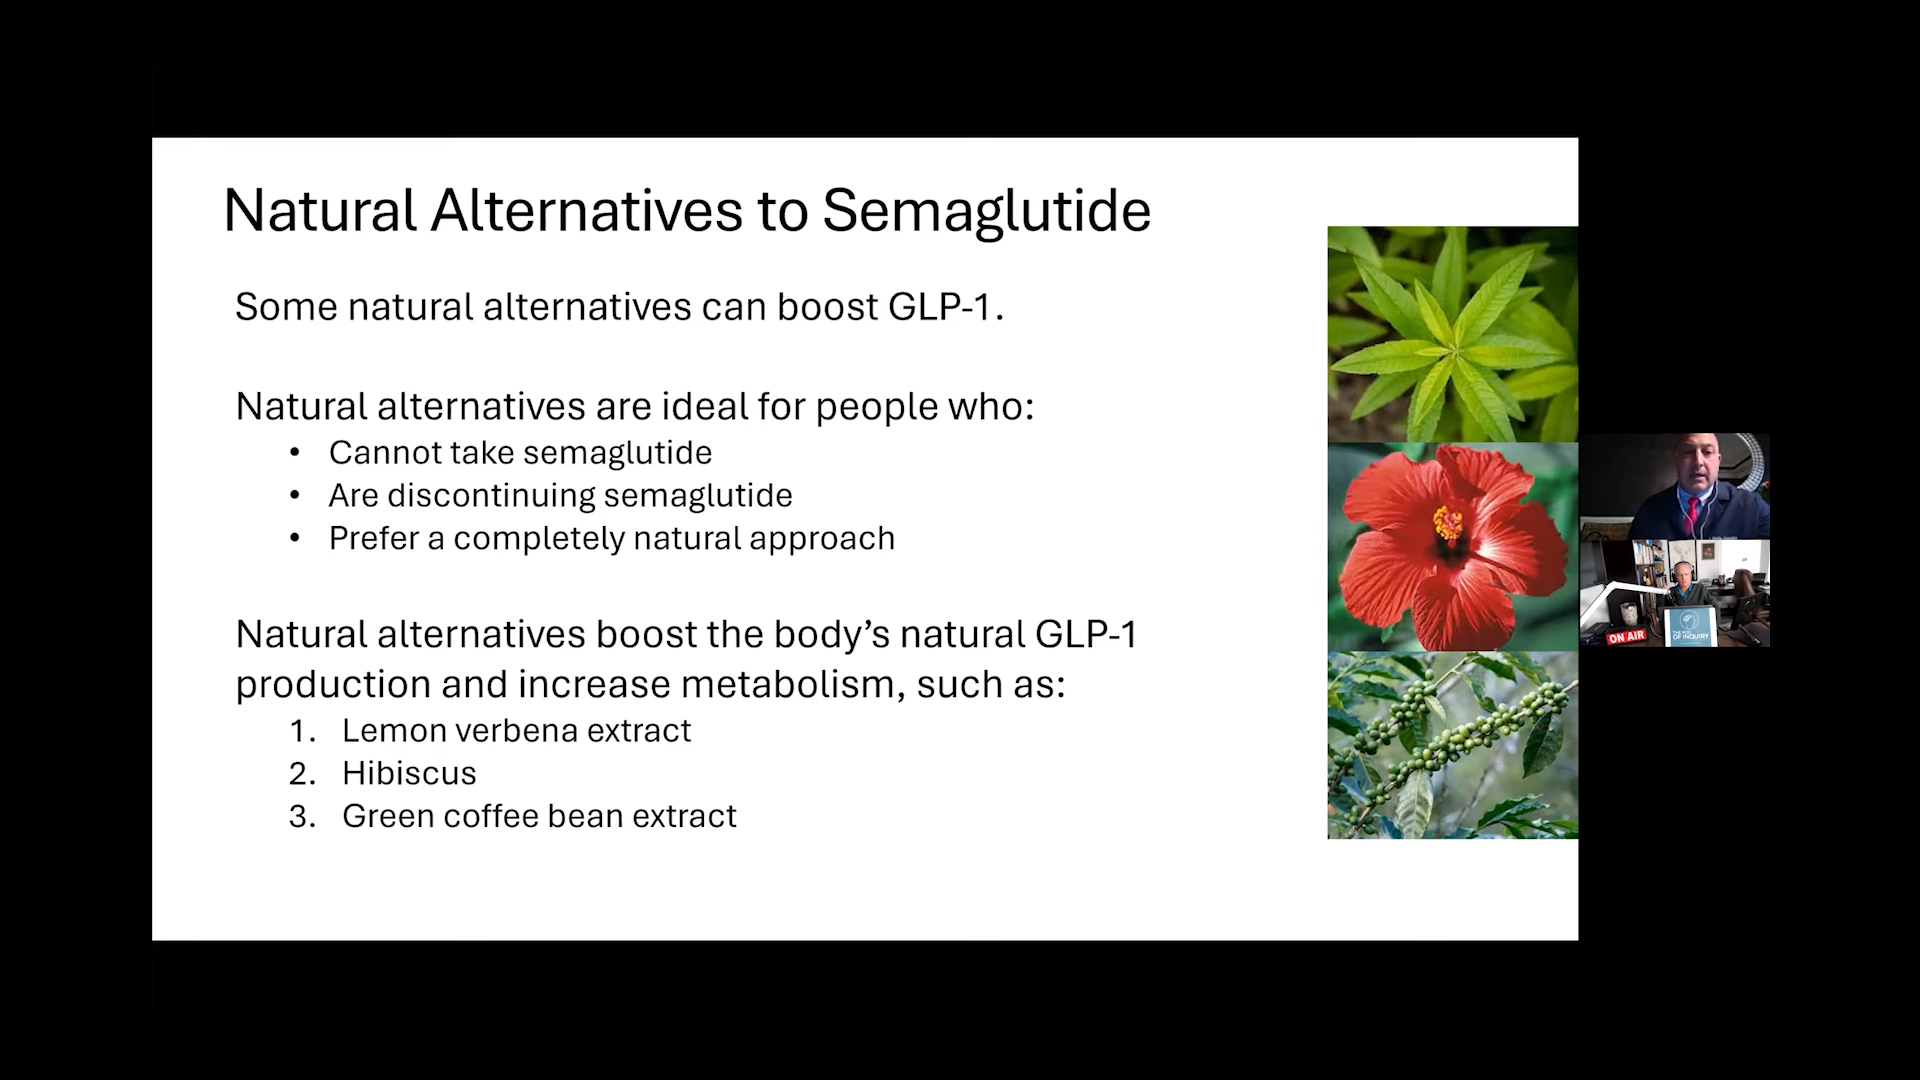 Natural Alternatives to Semaglutide
Some natural alternatives can boost GLP-1.
Natural alternatives are ideal for people who:
• Cannot take semaglutide
• Are discontinuing semaglutide
• Prefer a completely natural approach
Natural alternatives boost the body’s natural GLP-1
production and increase metabolism, such as:
1. Lemon verbena extract
2. Hibiscus
3. Green coffee bean extract
ON AIR
OF INQUIRY